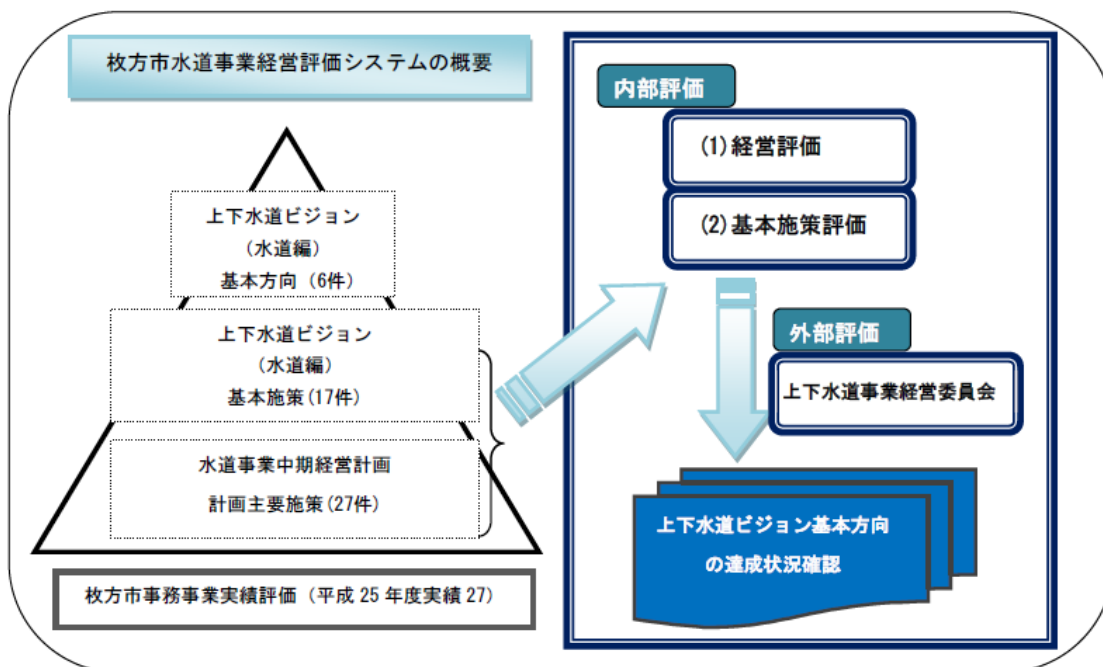 枚方市水道事業経営評価システムの概要
上下水道ビジョン
（水道編）
基本方向（6件）
上下水道ビジョン
（水道編）
基本施策(17件)
水道事業中期経営計画
計画主要施策(27件)
枚方市事務事業実績評価（平成 25 年度実績 27）
内部評価
(1)経営評価
(2)基本施策評価
外部評価
上下水道事業経営委員会
上下水道ビジョン基本方向
の達成状況確認